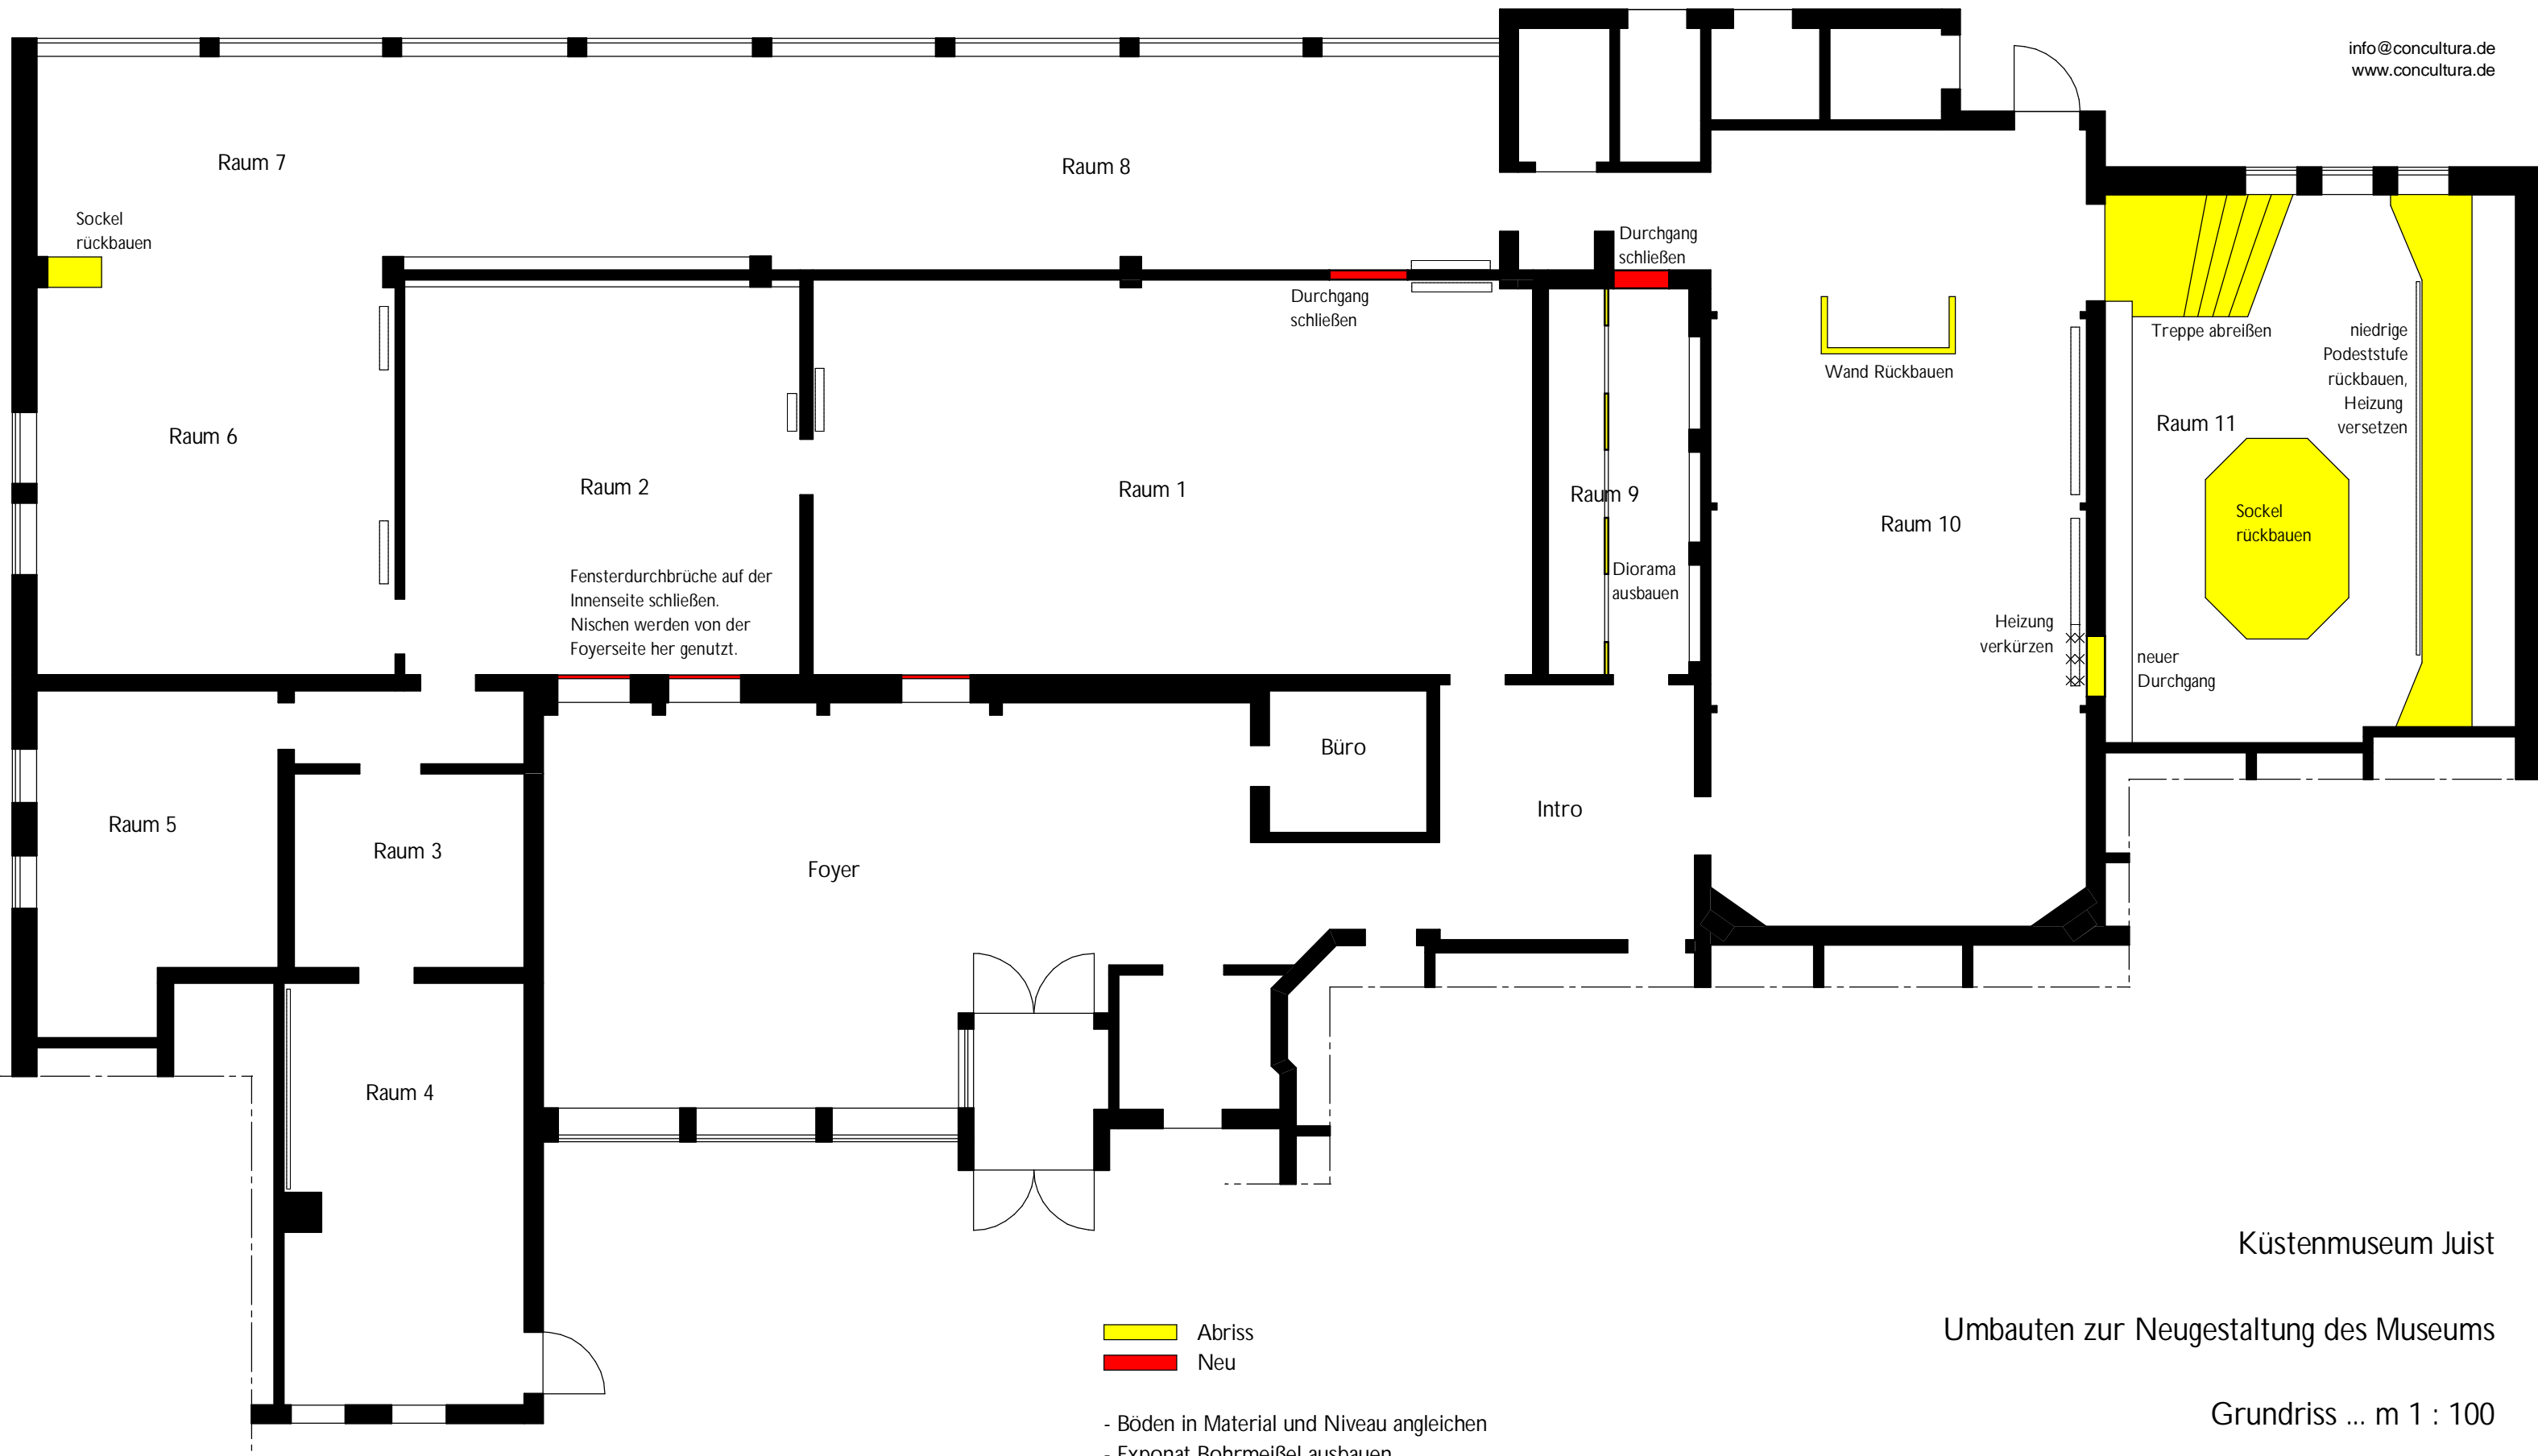 info@concultura.de
www.concultura.de
Raum 7
Raum 8
Sockel
rückbauen
Durchgang
schließen
Durchgang
schließen
Treppe abreißen
niedrige
Podeststufe
rückbauen,
Heizung
versetzen
Wand Rückbauen
Raum 11
Raum 6
Raum 2
Raum 1
Raum 9
Raum 10
Sockel
rückbauen
Fensterdurchbrüche auf der
Innenseite schließen.
Nischen werden von der
Foyerseite her genutzt.
Diorama
ausbauen
Heizung
verkürzen
neuer
Durchgang
Büro
Intro
Raum 5
Raum 3
Foyer
Raum 4
Küstenmuseum Juist
Umbauten zur Neugestaltung des Museums
Grundriss ... m 1 : 100
Abriss
Neu
- Böden in Material und Niveau angleichen
- Exponat Bohrmeißel ausbauen